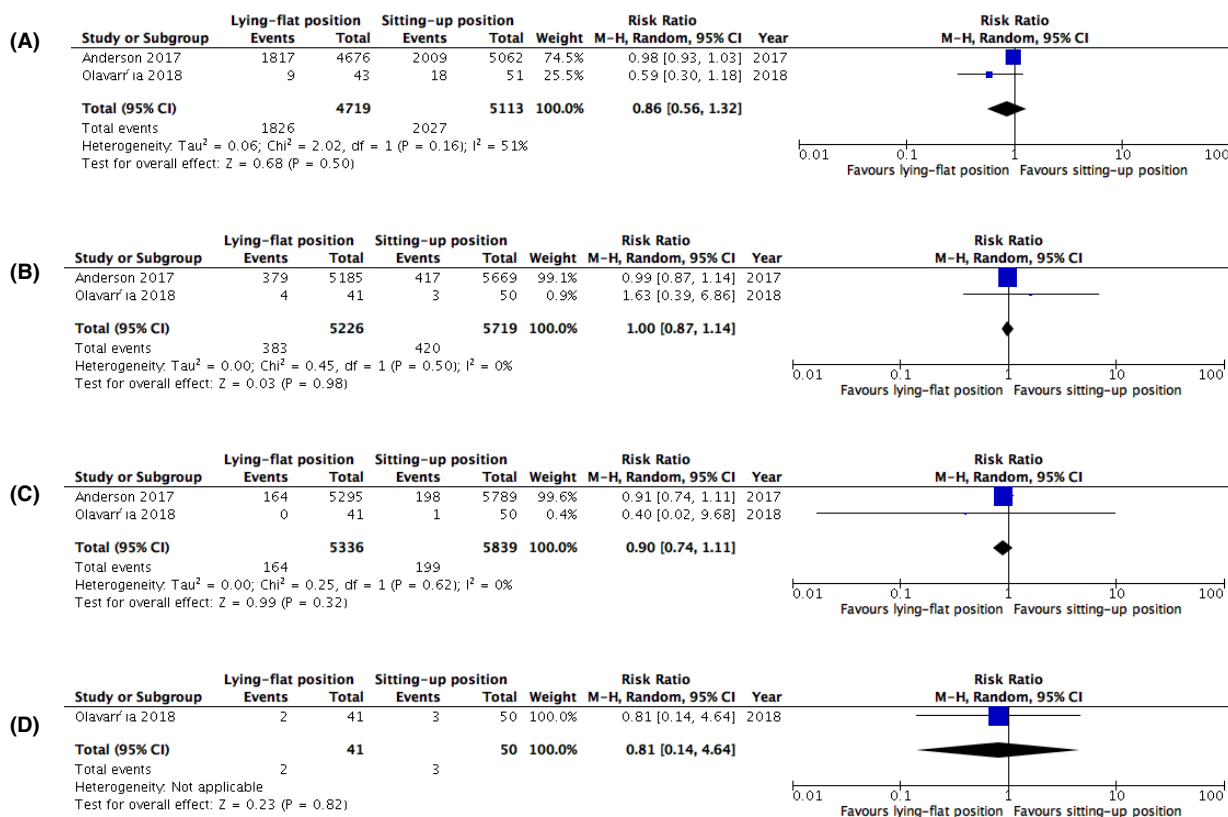 (A)
Lying-flat position Sitting-up position Risk Ratio Risk Ratio
Study or Subgroup Events Total Events Total Weight M-H, Random, 95% CI Year M-H, Random, 95% CI
Anderson 2017 1817 4676 2009 5062 74.5% 0.98 [0.93, 1.03] 2017
Olavarŕıa 2018 9 43 18 51 25.5% 0.59 [0.30, 1.18] 2018
Total (95% CI) 4719 5113 100.0% 0.86 [0.56, 1.32]
Total events 1826 2027
Heterogeneity: Tau² = 0.06; Chi² = 2.02, df = 1 (P = 0.16); I² = 51%
Test for overall effect: Z = 0.68 (P = 0.50)
0.01 0.1 1 10 100
Favours lying-flat position Favours sitting-up position
(B)
Lying-flat position Sitting-up position Risk Ratio Risk Ratio
Study or Subgroup Events Total Events Total Weight M-H, Random, 95% CI Year M-H, Random, 95% CI
Anderson 2017 379 5185 417 5669 99.1% 0.99 [0.87, 1.14] 2017
Olavarŕıa 2018 4 41 3 50 0.9% 1.63 [0.39, 6.86] 2018
Total (95% CI) 5226 5719 100.0% 1.00 [0.87, 1.14]
Total events 383 420
Heterogeneity: Tau² = 0.00; Chi² = 0.45, df = 1 (P = 0.50); I² = 0%
Test for overall effect: Z = 0.03 (P = 0.98)
0.01 0.1 1 10 100
Favours lying-flat position Favours sitting-up position
(C)
Lying-flat position Sitting-up position Risk Ratio Risk Ratio
Study or Subgroup Events Total Events Total Weight M-H, Random, 95% CI Year M-H, Random, 95% CI
Anderson 2017 164 5295 198 5789 99.6% 0.91 [0.74, 1.11] 2017
Olavarŕıa 2018 0 41 1 50 0.4% 0.40 [0.02, 9.68] 2018
Total (95% CI) 5336 5839 100.0% 0.90 [0.74, 1.11]
Total events 164 199
Heterogeneity: Tau² = 0.00; Chi² = 0.25, df = 1 (P = 0.62); I² = 0%
Test for overall effect: Z = 0.99 (P = 0.32)
0.01 0.1 1 10 100
Favours lying-flat position Favours sitting-up position
(D)
Lying-flat position Sitting-up position Risk Ratio Risk Ratio
Study or Subgroup Events Total Events Total Weight M-H, Random, 95% CI Year M-H, Random, 95% CI
Olavarŕıa 2018 2 41 3 50 100.0% 0.81 [0.14, 4.64] 2018
Total (95% CI) 41 50 100.0% 0.81 [0.14, 4.64]
Total events 2 3
Heterogeneity: Not applicable
Test for overall effect: Z = 0.23 (P = 0.82)
0.01 0.1 1 10 100
Favours lying-flat position Favours sitting-up position